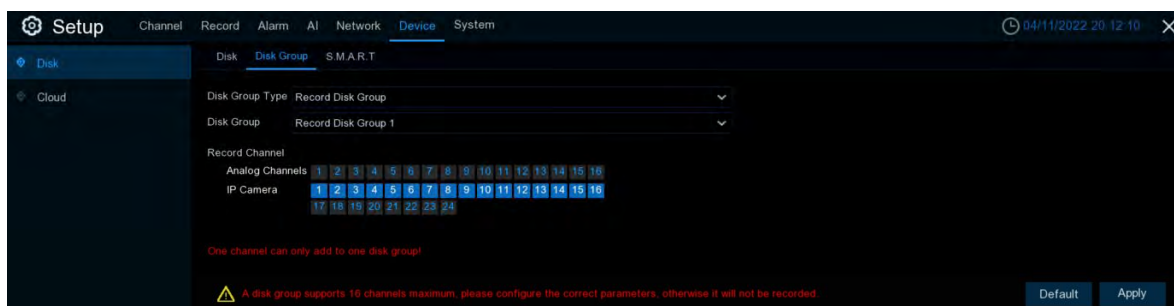 Setup Channel Record Alarm AI Network Device System 04/11/2022 20:12:10
Disk Disk Disk Group S.M.A.R.T
Cloud Disk Group Type Record Disk Group
Disk Group Record Disk Group 1
Record Channel
Analog Channels 1 2 3 4 5 6 7 8 9 10 11 12 13 14 15 16
IP Camera 1 2 3 4 5 6 7 8 9 10 11 12 13 14 15 16
17 18 19 20 21 22 23 24
One channel can only add to one disk group!
A disk group supports 16 channels maximum, please configure the correct parameters, otherwise it will not be recorded. Default Apply